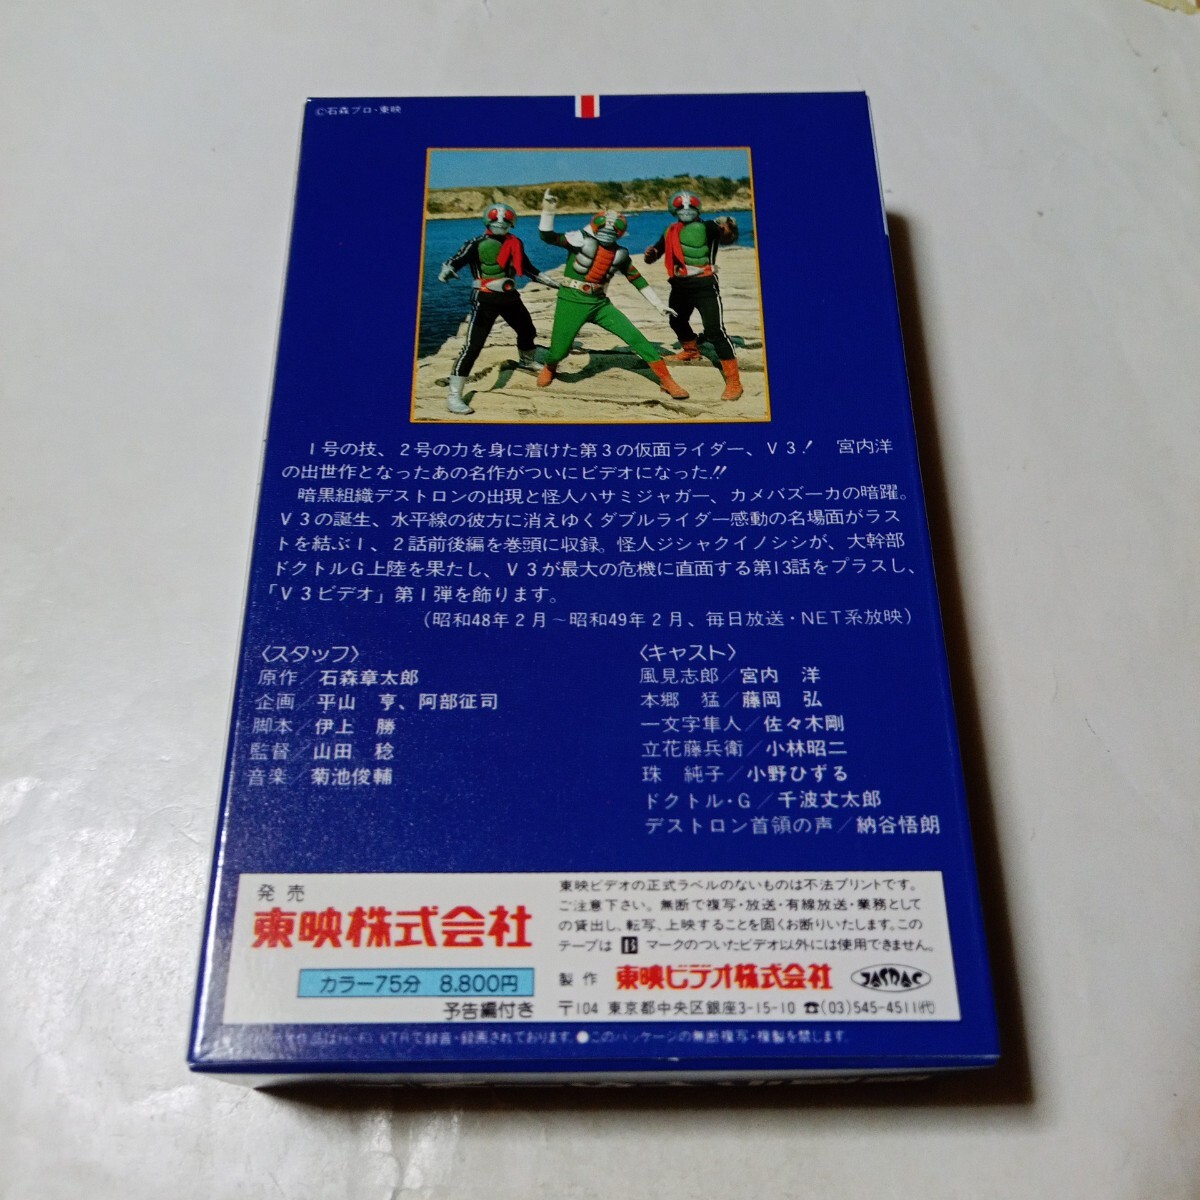 ©石森プロ・東映
1号の技、2号の力を身に着けた第3の仮面ライダー、V3! 宮内洋
の出世作となったあの名作がついにビデオになった!!
暗黒組織デストロンの出現と怪人ハサミジャガー、カメバズーカの暗躍。
V3の誕生、水平線の彼方に消えゆくダブルライダー感動の名場面がラス
トを結ぶ1、2話前後編を巻頭に収録。怪人ジシャクイノシシが、大幹部
ドクトルG上陸を果たし、V3が最大の危機に直面する第13話をプラスし、
「V3ビデオ」第1弾を飾ります。
(昭和48年2月〜昭和49年2月、毎日放送・NET系放映)
〈スタッフ〉
原作/石森章太郎
企画/平山 亨、阿部征司
脚本/伊上 勝
監督/山田 稔
音楽/菊池俊輔
〈キャスト〉
風見志郎/宮内 洋
本郷 猛/藤岡 弘
一文字隼人/佐々木剛
立花藤兵衛/小林昭二
珠 純子/小野ひずる
ドクトル・G/千波丈太郎
デストロン首領の声/納谷悟朗
発売
東映株式会社
カラー75分 8.800円
予告編付き
東映ビデオの正式ラベルのないものは不法プリントです。
ご注意下さい。無断で複写・放送・有線放送・業務として
の貸出し、転写、上映することを固くお断りいたします。この
テープは B マークのついたビデオ以外には使用できません。
製作 東映ビデオ株式会社 JASRAC
〒104 東京都中央区銀座3-15-10 ☎(03)545-4511(代)
作品はHi-Fi VTRで録音・録画されております。●このパッケージの無断複写・複製を禁じます。